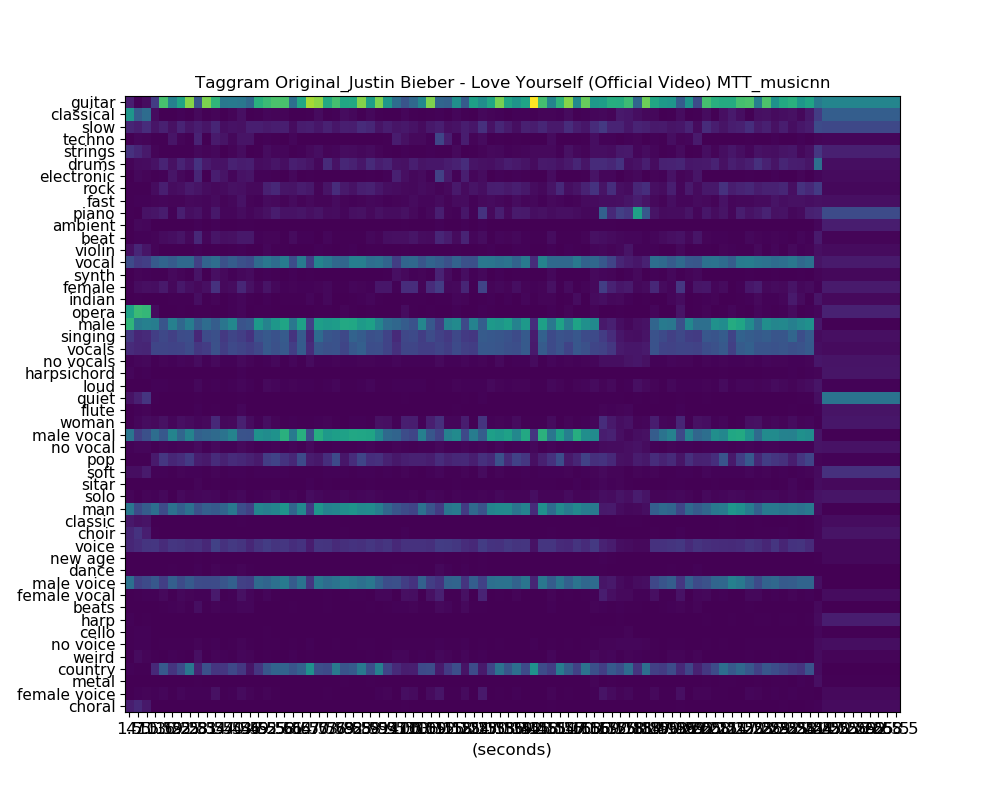 Taggram Original_Justin Bieber - Love Yourself (Official Video) MTT_musicnn
guitar
classical
slow
techno
strings
drums
electronic
rock
fast
piano
ambient
beat
violin
vocal
synth
female
indian
opera
male
singing
vocals
no vocals
harpsichord
loud
quiet
flute
woman
male vocal
no vocal
pop
soft
sitar
solo
man
classic
choir
voice
new age
dance
male voice
female vocal
beats
harp
cello
no voice
weird
country
metal
female voice
choral
(seconds)